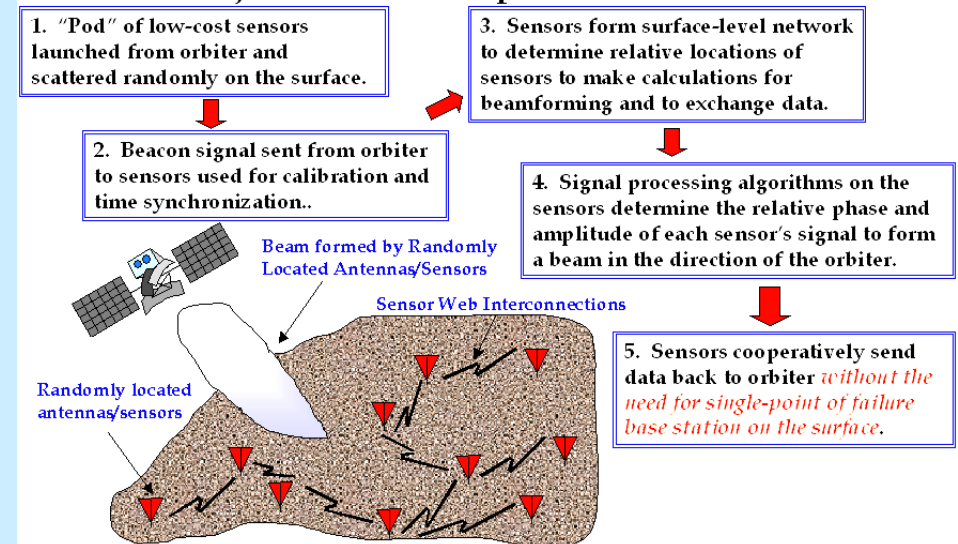 1. “Pod” of low-cost sensors
launched from orbiter and
scattered randomly on the surface.
2. Beacon signal sent from orbiter
to sensors used for calibration and
time synchronization..
3. Sensors form surface-level network
to determine relative locations of
sensors to make calculations for
beamforming and to exchange data.
4. Signal processing algorithms on the
sensors determine the relative phase and
amplitude of each sensor’s signal to form
a beam in the direction of the orbiter.
5. Sensors cooperatively send
data back to orbiter without the
need for single-point of failure
base station on the surface.
Beam formed by Randomly
Located Antennas/Sensors
Sensor Web Interconnections
Randomly located
antennas/sensors